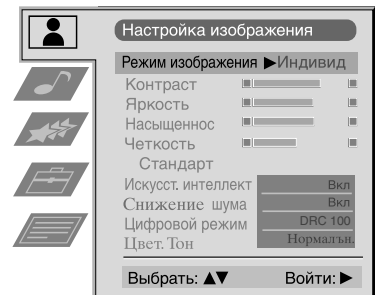 Настройка изображения
Режим изображения ▶Индивид
Контраст
Яркость
Насыщеннос
Четкость
Стандарт
Искусст. интеллект Вкл
Снижение шума Вкл
Цифровой режим DRC 100
Цвет. Тон Нормалън.
Выбрать: ▲▼ Войти: ▶